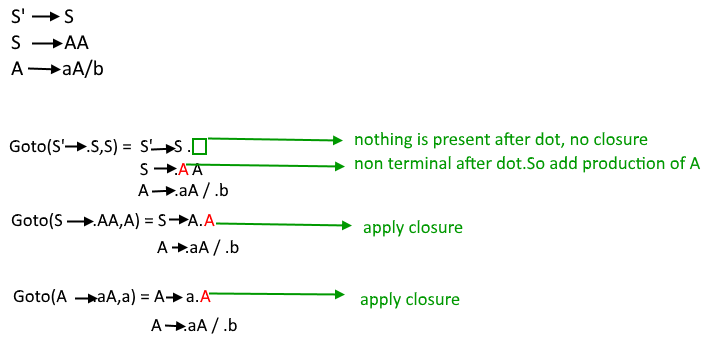 S' → S
S → AA
A → aA/b
Goto(S'→.S,S) = S'→S . nothing is present after dot, no closure
S →.A A non terminal after dot.So add production of A
A →.aA / .b
Goto(S →.AA,A) = S→A.A apply closure
A →.aA / .b
Goto(A →.aA,a) = A→ a.A apply closure
A →.aA / .b